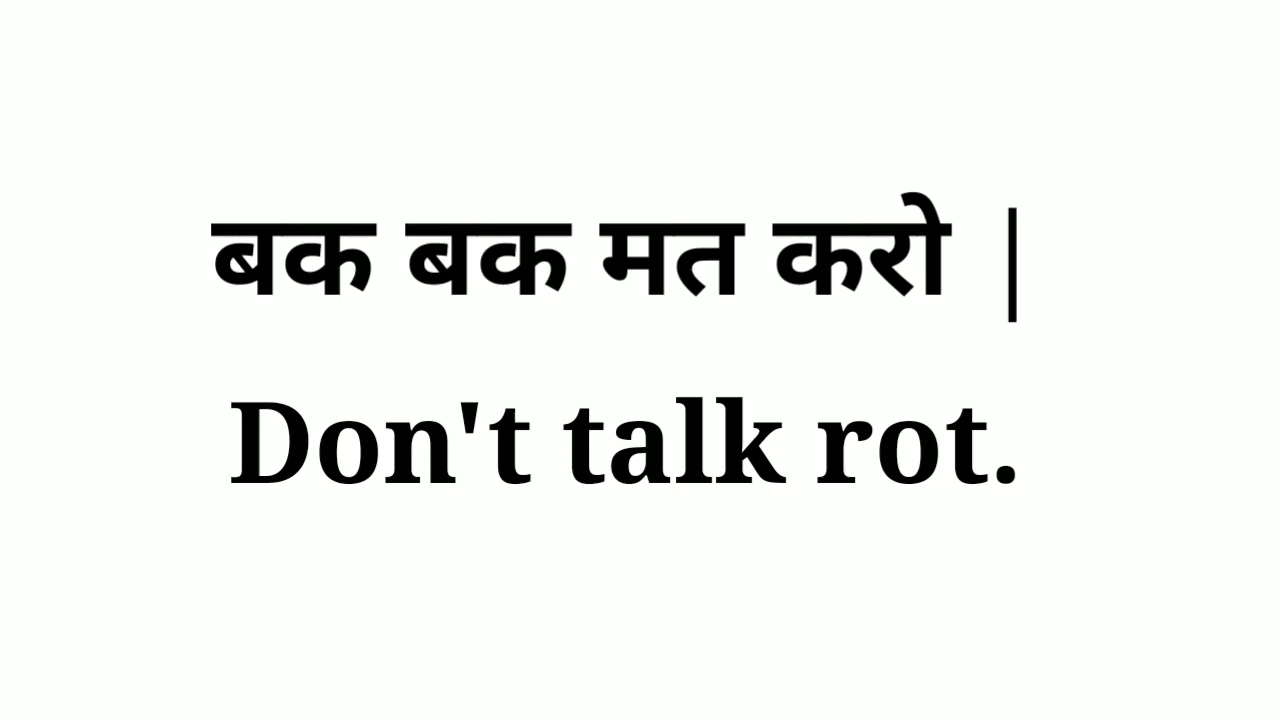 बक बक मत करो |
Don't talk rot.